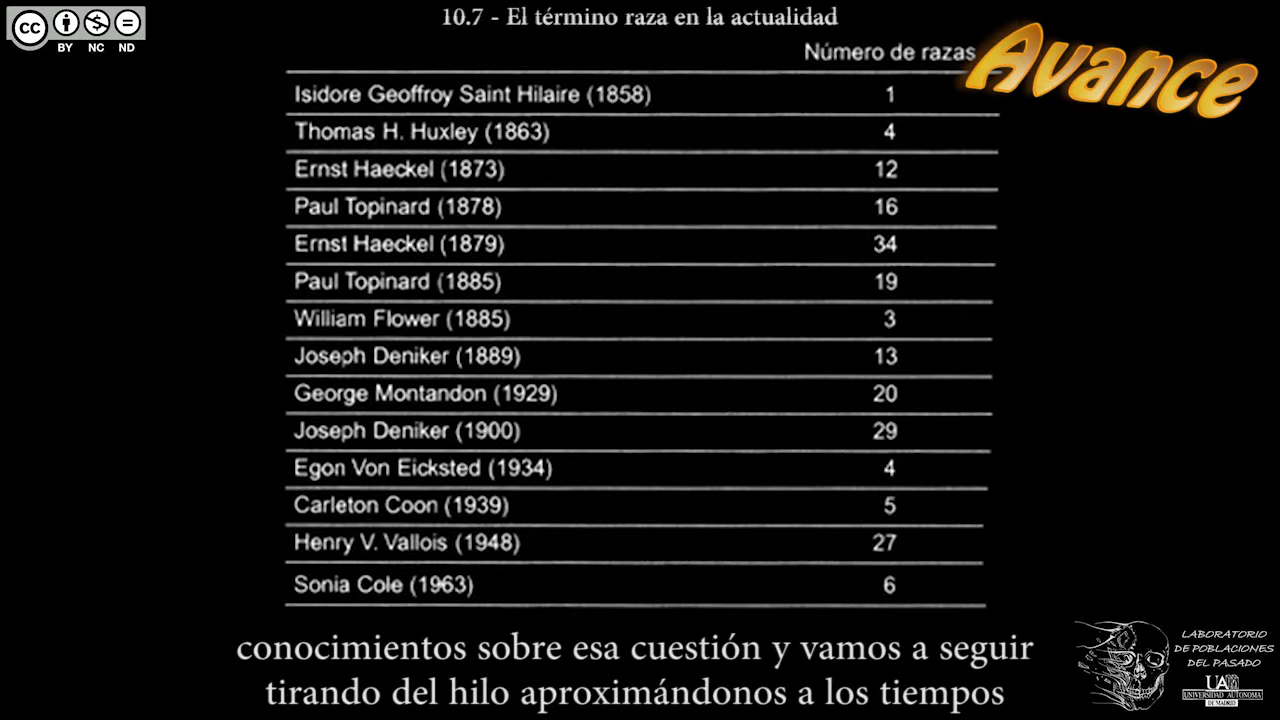 10.7 - El término raza en la actualidad
cc
BY NC ND
Avance
Número de razas
Isidore Geoffroy Saint Hilaire (1858) 1
Thomas H. Huxley (1863) 4
Ernst Haeckel (1873) 12
Paul Topinard (1878) 16
Ernst Haeckel (1879) 34
Paul Topinard (1885) 19
William Flower (1885) 3
Joseph Deniker (1889) 13
George Montandon (1929) 20
Joseph Deniker (1900) 29
Egon Von Eicksted (1934) 4
Carleton Coon (1939) 5
Henry V. Vallois (1948) 27
Sonia Cole (1963) 6
conocimientos sobre esa cuestión y vamos a seguir
tirando del hilo aproximándonos a los tiempos
LABORATORIO
DE POBLACIONES
DEL PASADO
UAM
UNIVERSIDAD AUTONOMA
DE MADRID